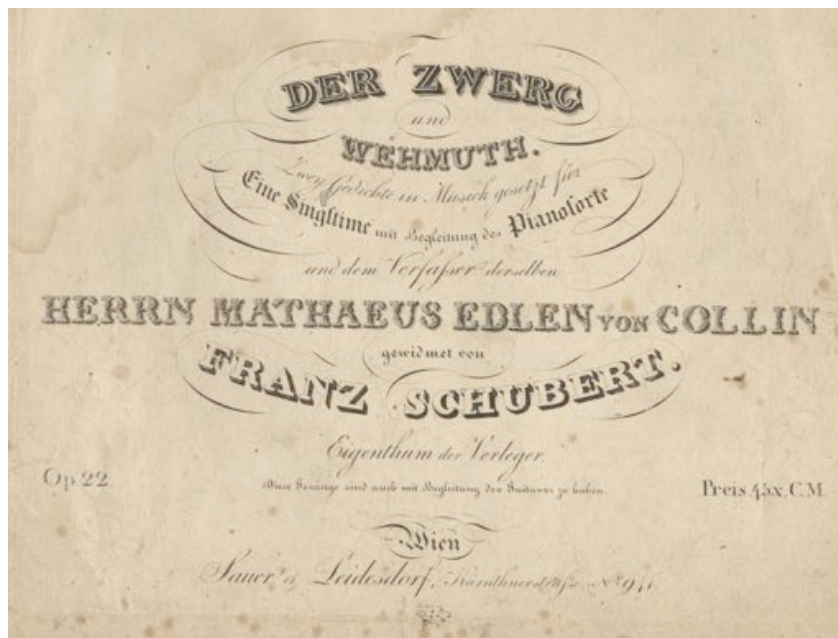 DER ZWERG
und
WEHMUTH.
Zwey Gedichte in Musick gesetzt für
Eine Singstime mit Begleitung des Pianoforte
und dem Verfaßer derselben
HERRN MATHAEUS EDLEN VON COLLIN
gewidmet von
FRANZ SCHUBERT.
Eigenthum der Verleger.
Op. 22
Diese Gesänge sind auch mit Begleitung der Guitarre zu haben
Preis 45x. C.M.
Wien
Sauer & Leidesdorf, Kärnthnerstraße № 941